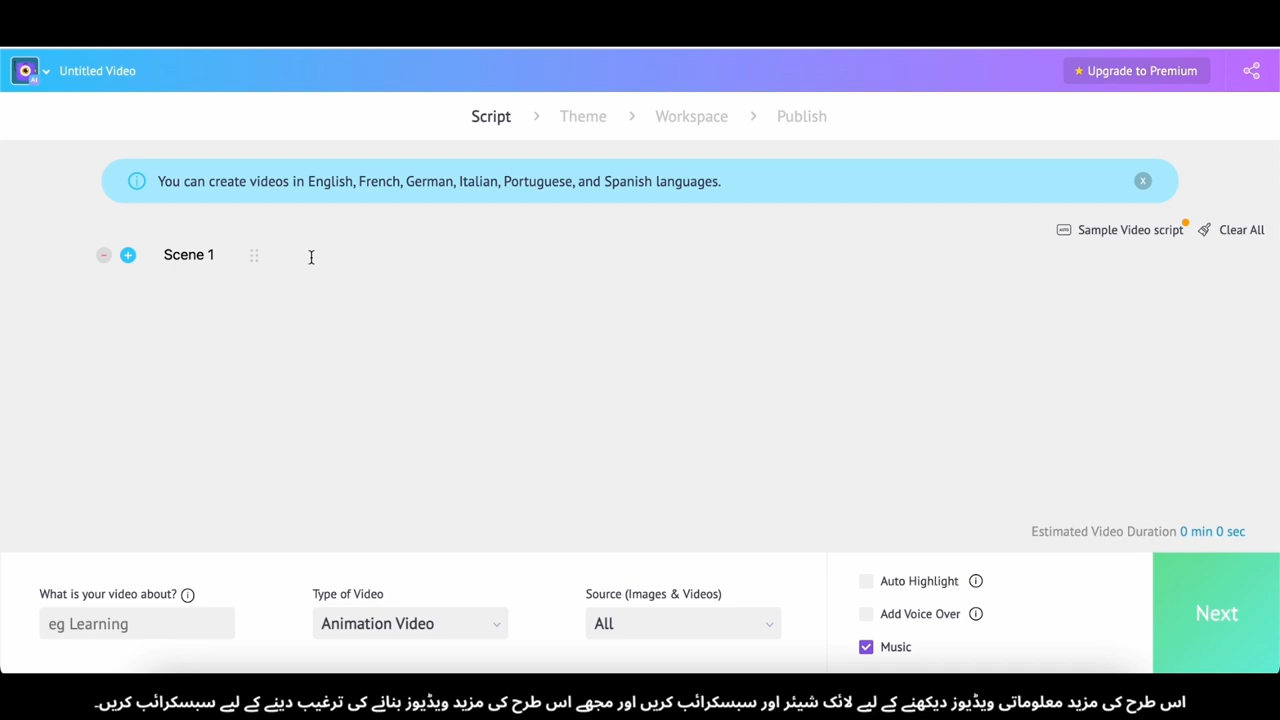 Untitled Video
Upgrade to Premium
Script > Theme > Workspace > Publish
You can create videos in English, French, German, Italian, Portuguese, and Spanish languages.
X
Sample Video script
Clear All
Scene 1
Estimated Video Duration 0 min 0 sec
What is your video about?
eg Learning
Type of Video
Animation Video
Source (Images & Videos)
All
Auto Highlight
Add Voice Over
Music
Next
اس طرح کی مزید معلوماتی ویڈیوز دیکھنے کے لیے لائک شیئر اور سبسکرائب کریں اور مجھے اس طرح کی مزید ویڈیوز بنانے کی ترغیب دینے کے لیے سبسکرائب کریں۔